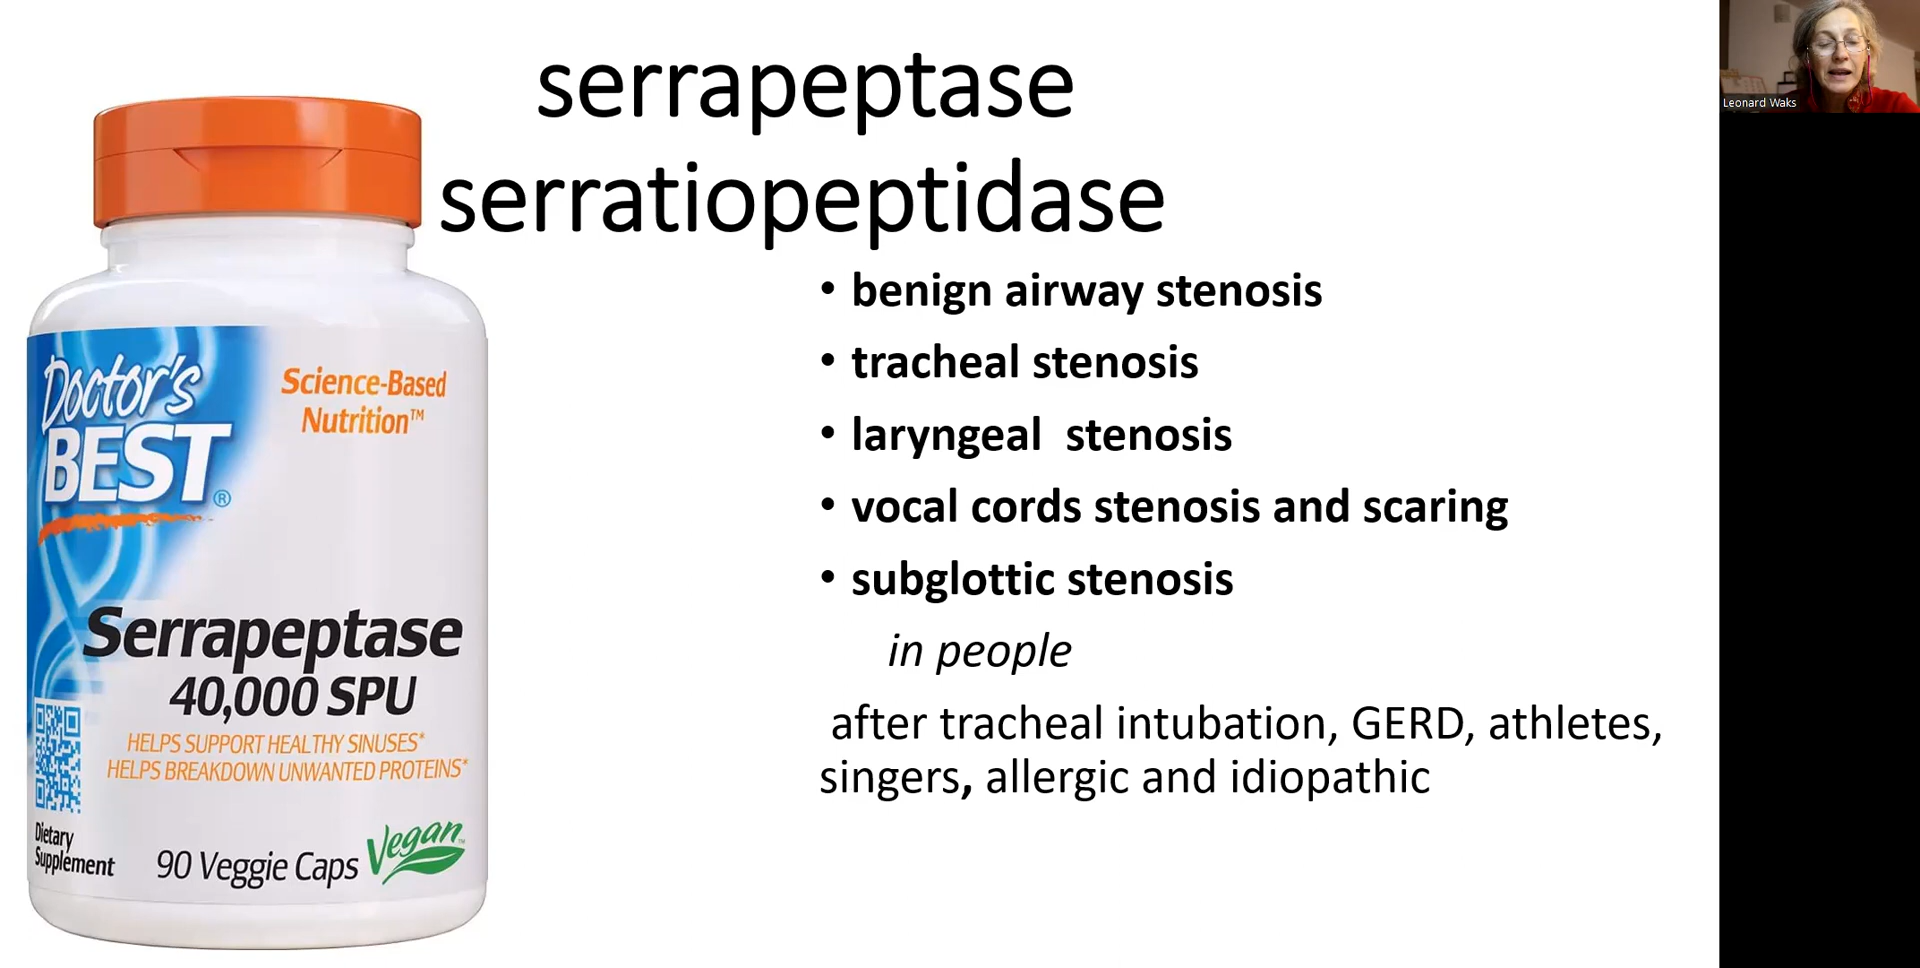 serrapeptase
serratiopeptidase
• benign airway stenosis
• tracheal stenosis
• laryngeal  stenosis
• vocal cords stenosis and scaring
• subglottic stenosis
in people
after tracheal intubation, GERD, athletes,
singers, allergic and idiopathic
Doctor's
BEST®
Science-Based
Nutrition™
Serrapeptase
40,000 SPU
HELPS SUPPORT HEALTHY SINUSES*
HELPS BREAKDOWN UNWANTED PROTEINS*
Dietary
Supplement
90 Veggie Caps
Vegan™
Leonard Waks